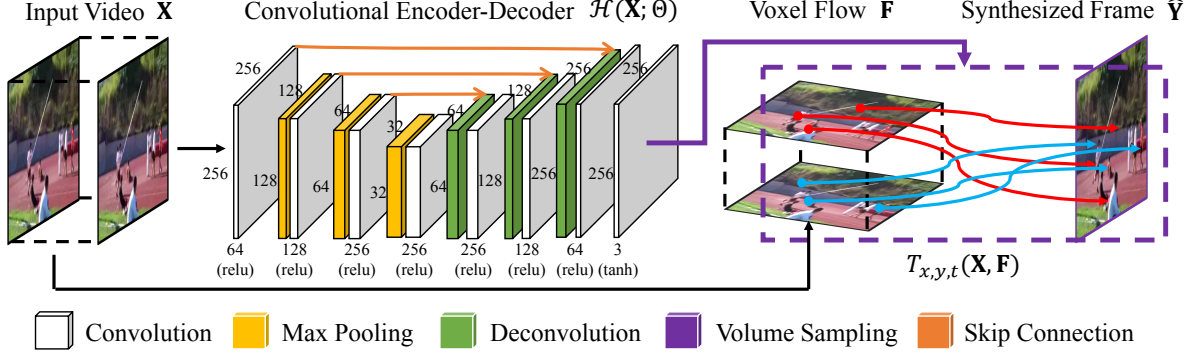 Input Video X
Convolutional Encoder-Decoder ℋ(X; Θ)
Voxel Flow F
Synthesized Frame Ŷ
256
128
64
32
64
128
256
256
256
128
64
32
64
128
256
256
64 128 256 256 256 128 64 3
(relu) (relu) (relu) (relu) (relu) (relu) (relu) (tanh)
T_{x,y,t}(X, F)
Convolution Max Pooling Deconvolution Volume Sampling Skip Connection